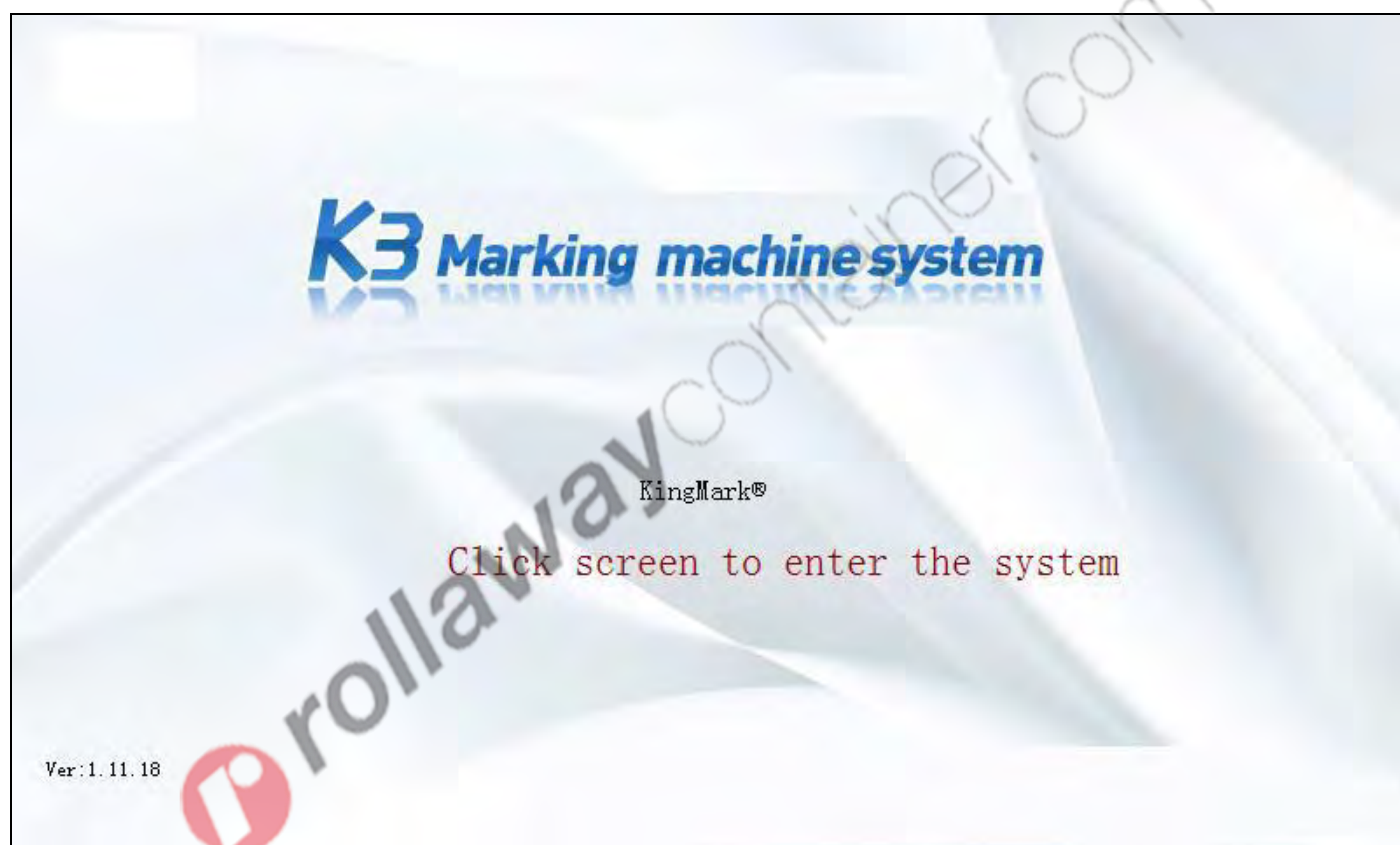 K3 Marking machine system
KingMark®
Click screen to enter the system
Ver:1.11.18
rollawaycontainer.com